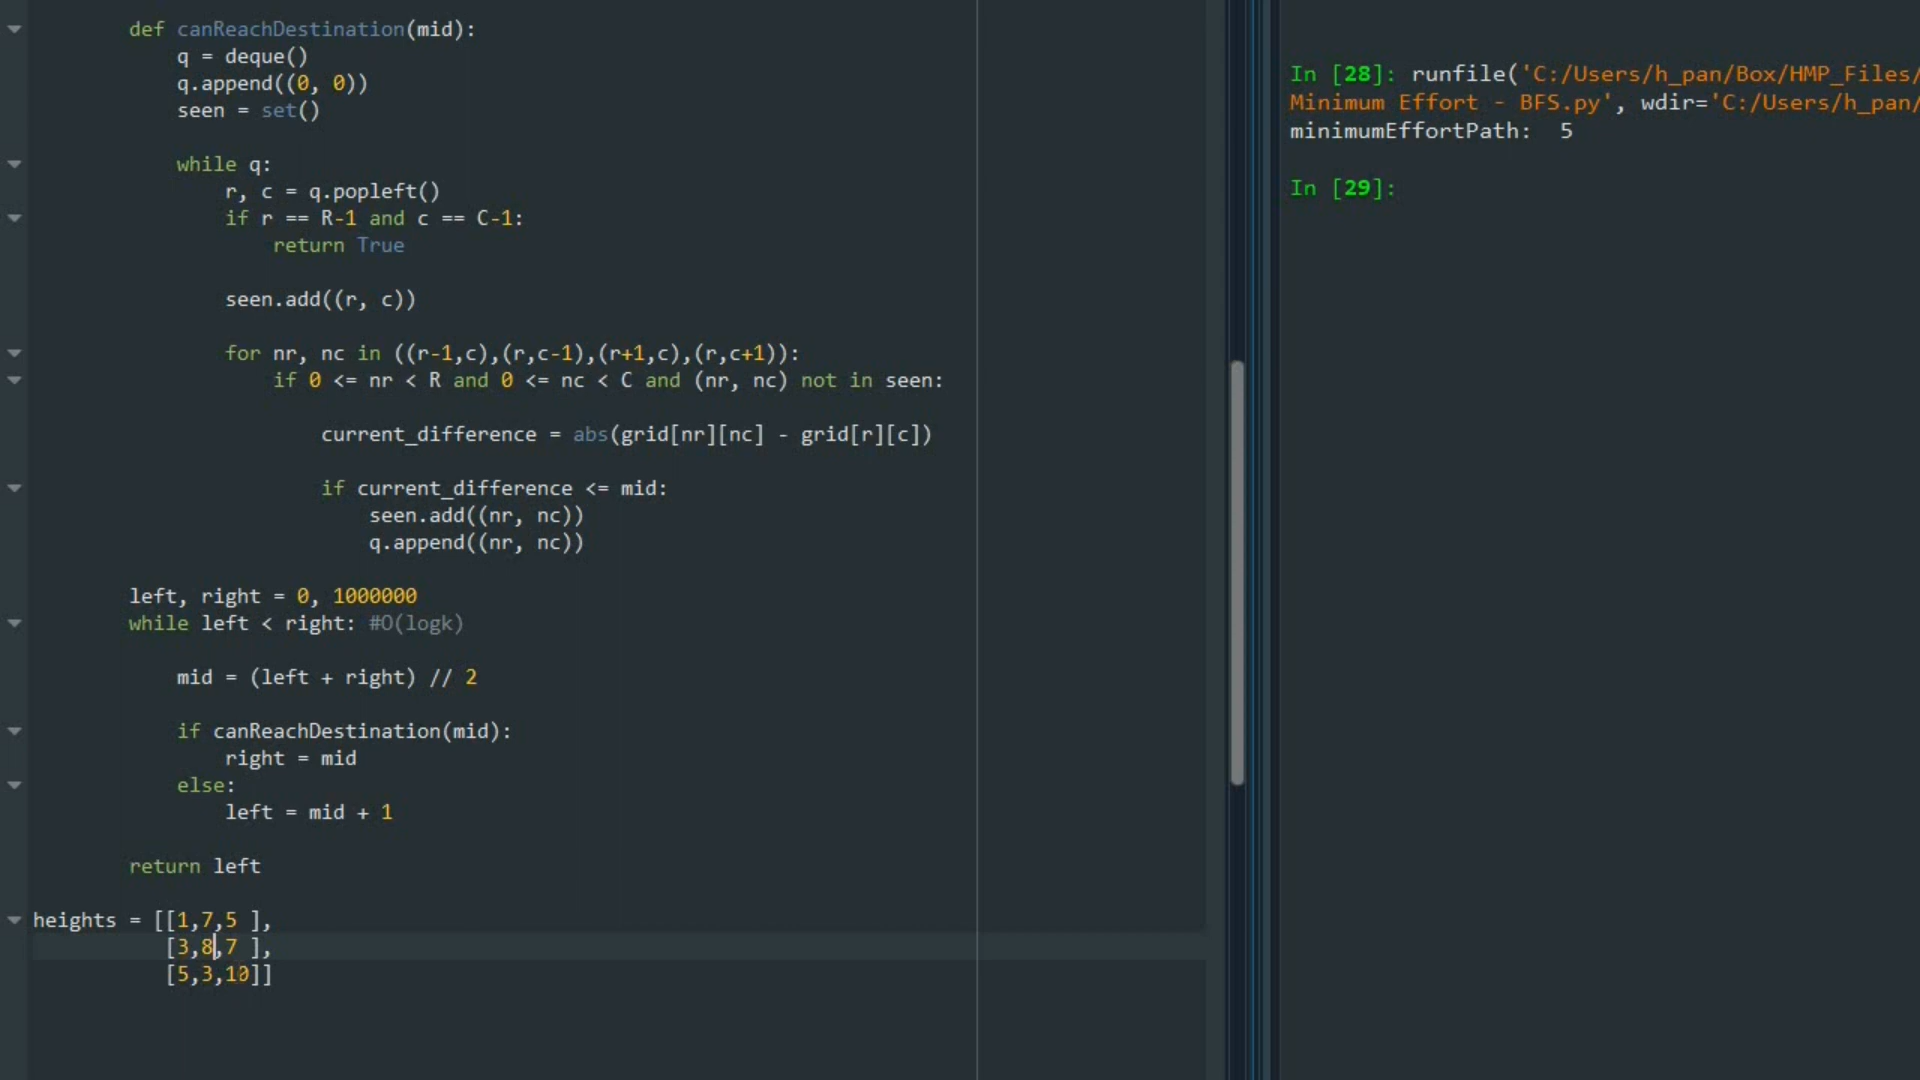 def canReachDestination(mid):
q = deque()
q.append((0, 0))
seen = set()
while q:
r, c = q.popleft()
if r == R-1 and c == C-1:
return True
seen.add((r, c))
for nr, nc in ((r-1,c),(r,c-1),(r+1,c),(r,c+1)):
if 0 <= nr < R and 0 <= nc < C and (nr, nc) not in seen:
current_difference = abs(grid[nr][nc] - grid[r][c])
if current_difference <= mid:
seen.add((nr, nc))
q.append((nr, nc))
left, right = 0, 1000000
while left < right: #O(logk)
mid = (left + right) // 2
if canReachDestination(mid):
right = mid
else:
left = mid + 1
return left
heights = [[1,7,5 ],
[3,8,7 ],
[5,3,10]]
In [28]: runfile('C:/Users/h_pan/Box/HMP_Files/
Minimum Effort - BFS.py', wdir='C:/Users/h_pan/
minimumEffortPath:  5
In [29]: